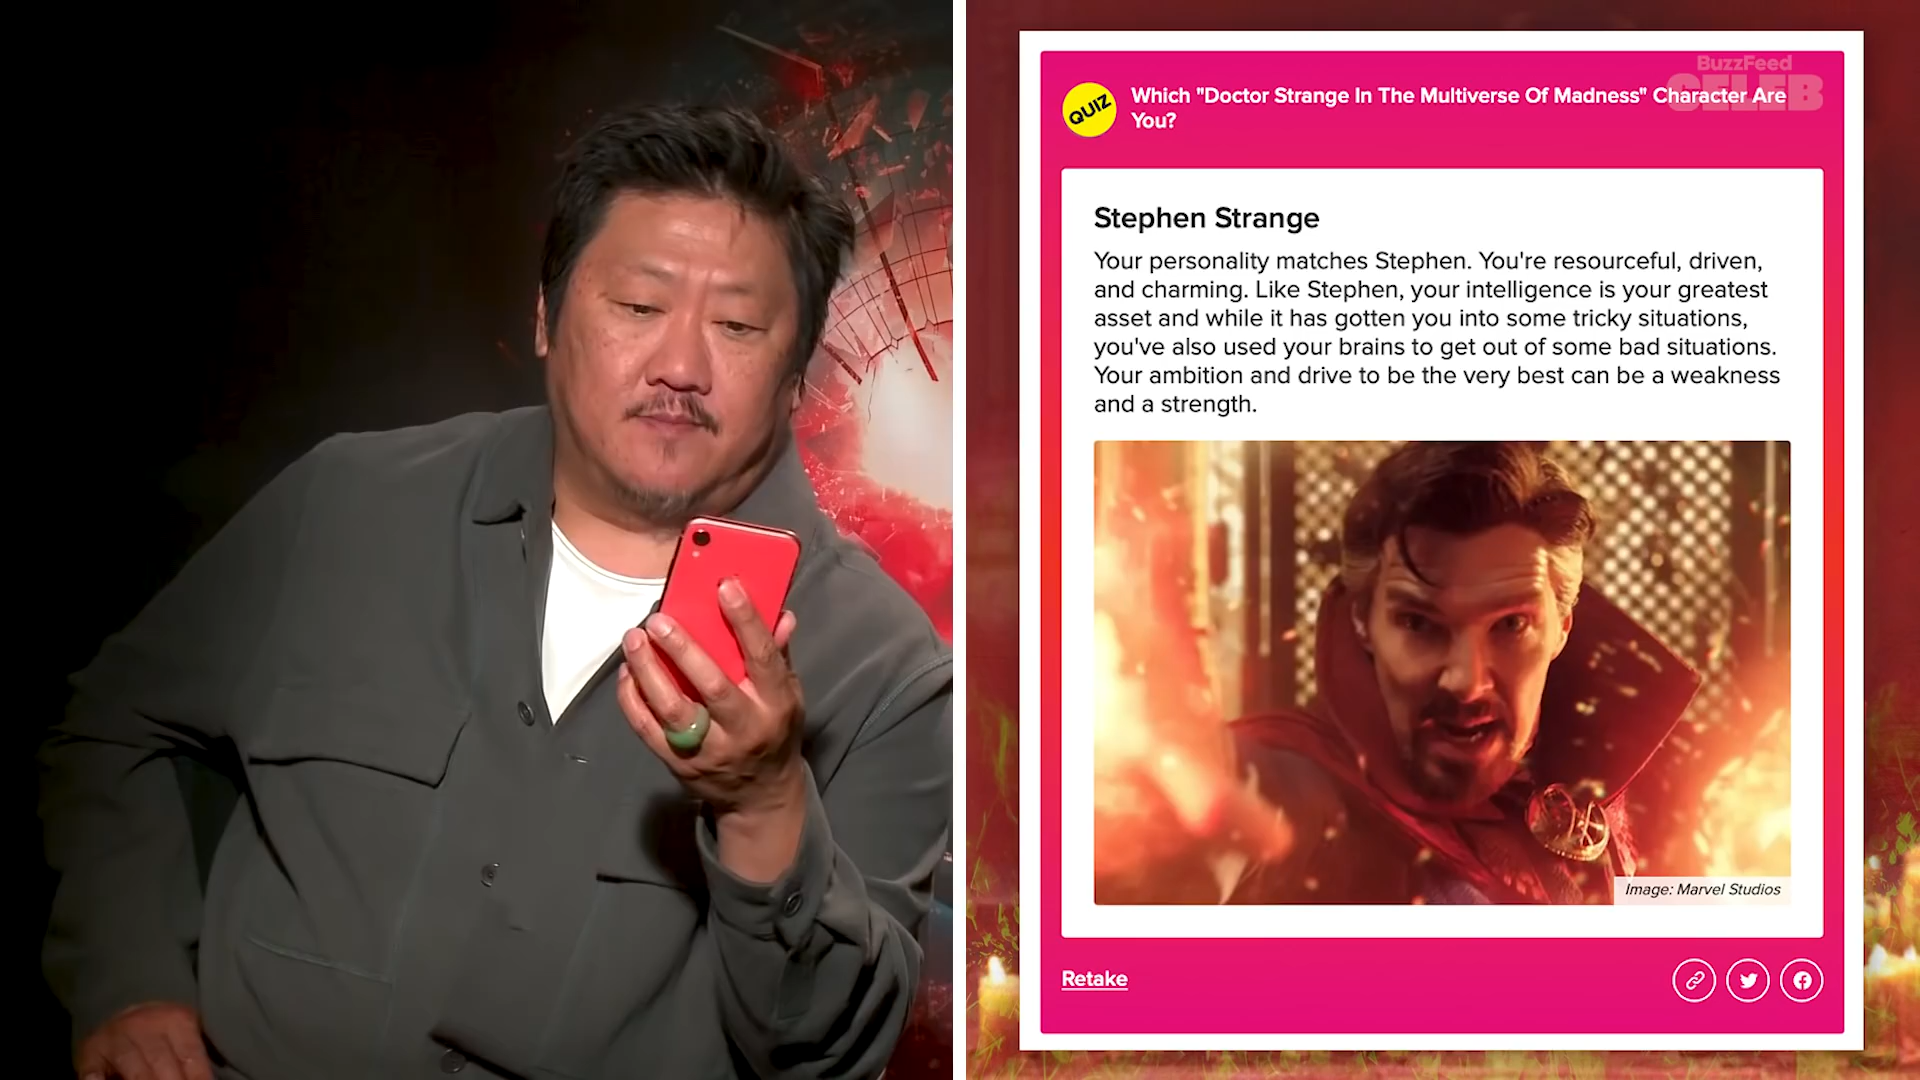 BuzzFeed
CELEB
QUIZ
Which "Doctor Strange In The Multiverse Of Madness" Character Are
You?
Stephen Strange
Your personality matches Stephen. You're resourceful, driven,
and charming. Like Stephen, your intelligence is your greatest
asset and while it has gotten you into some tricky situations,
you've also used your brains to get out of some bad situations.
Your ambition and drive to be the very best can be a weakness
and a strength.
Image: Marvel Studios
Retake